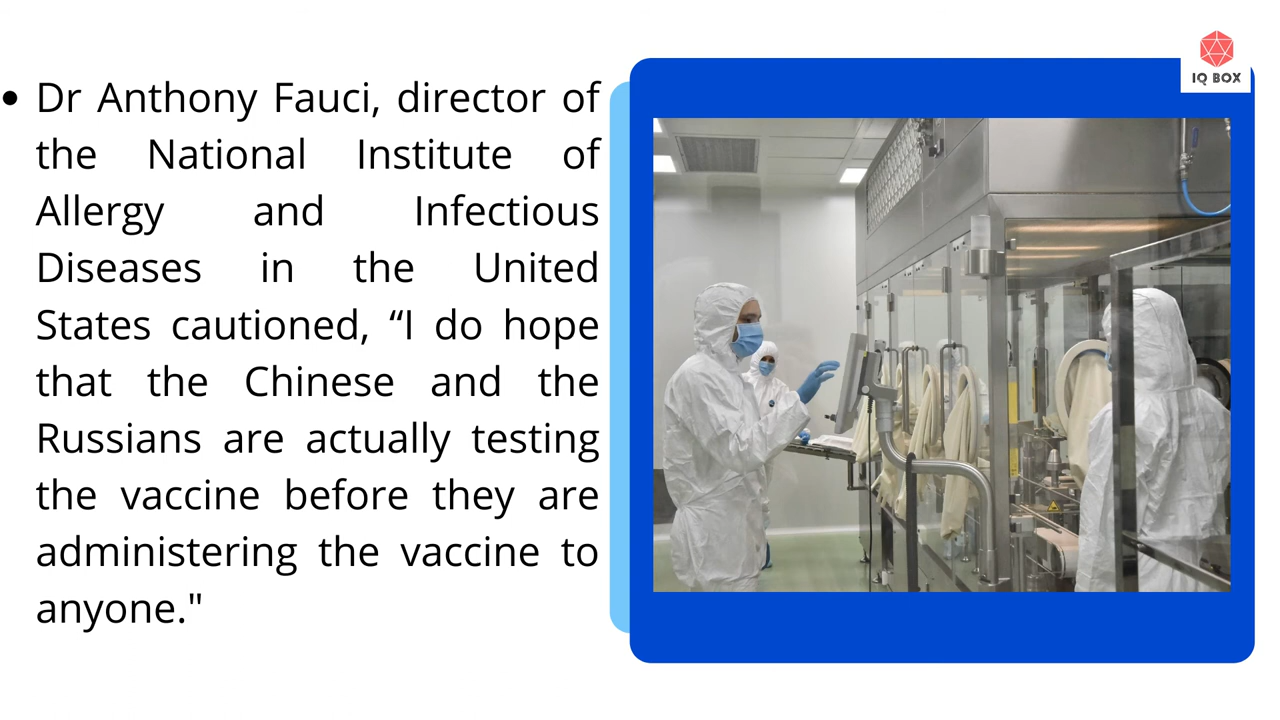 IQ BOX
• Dr Anthony Fauci, director of
the National Institute of
Allergy and Infectious
Diseases in the United
States cautioned, “I do hope
that the Chinese and the
Russians are actually testing
the vaccine before they are
administering the vaccine to
anyone."